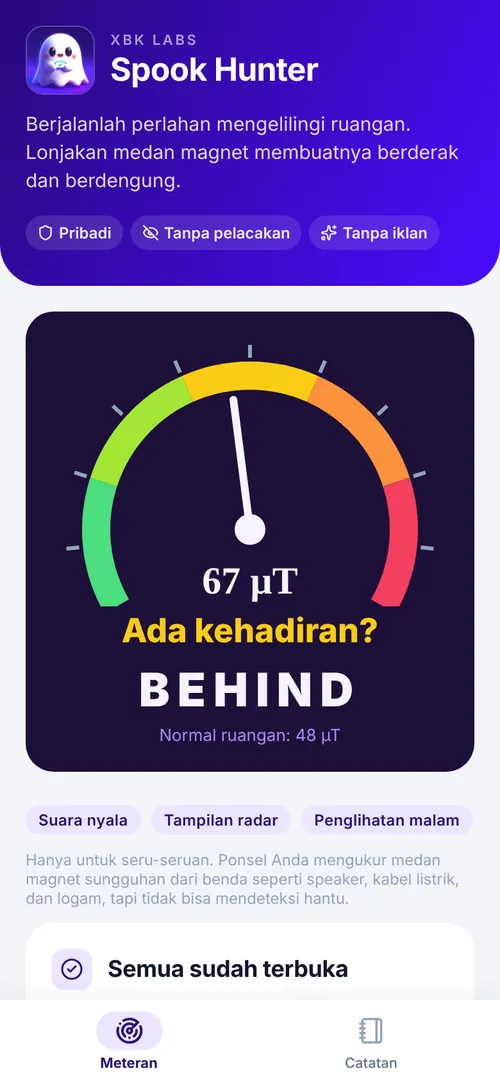 XBK LABS
Spook Hunter
Berjalanlah perlahan mengelilingi ruangan.
Lonjakan medan magnet membuatnya berderak
dan berdengung.
Pribadi
Tanpa pelacakan
Tanpa iklan
67 µT
Ada kehadiran?
BEHIND
Normal ruangan: 48 µT
Suara nyala
Tampilan radar
Penglihatan malam
Hanya untuk seru-seruan. Ponsel Anda mengukur medan
magnet sungguhan dari benda seperti speaker, kabel listrik,
dan logam, tapi tidak bisa mendeteksi hantu.
Semua sudah terbuka
Meteran
Catatan